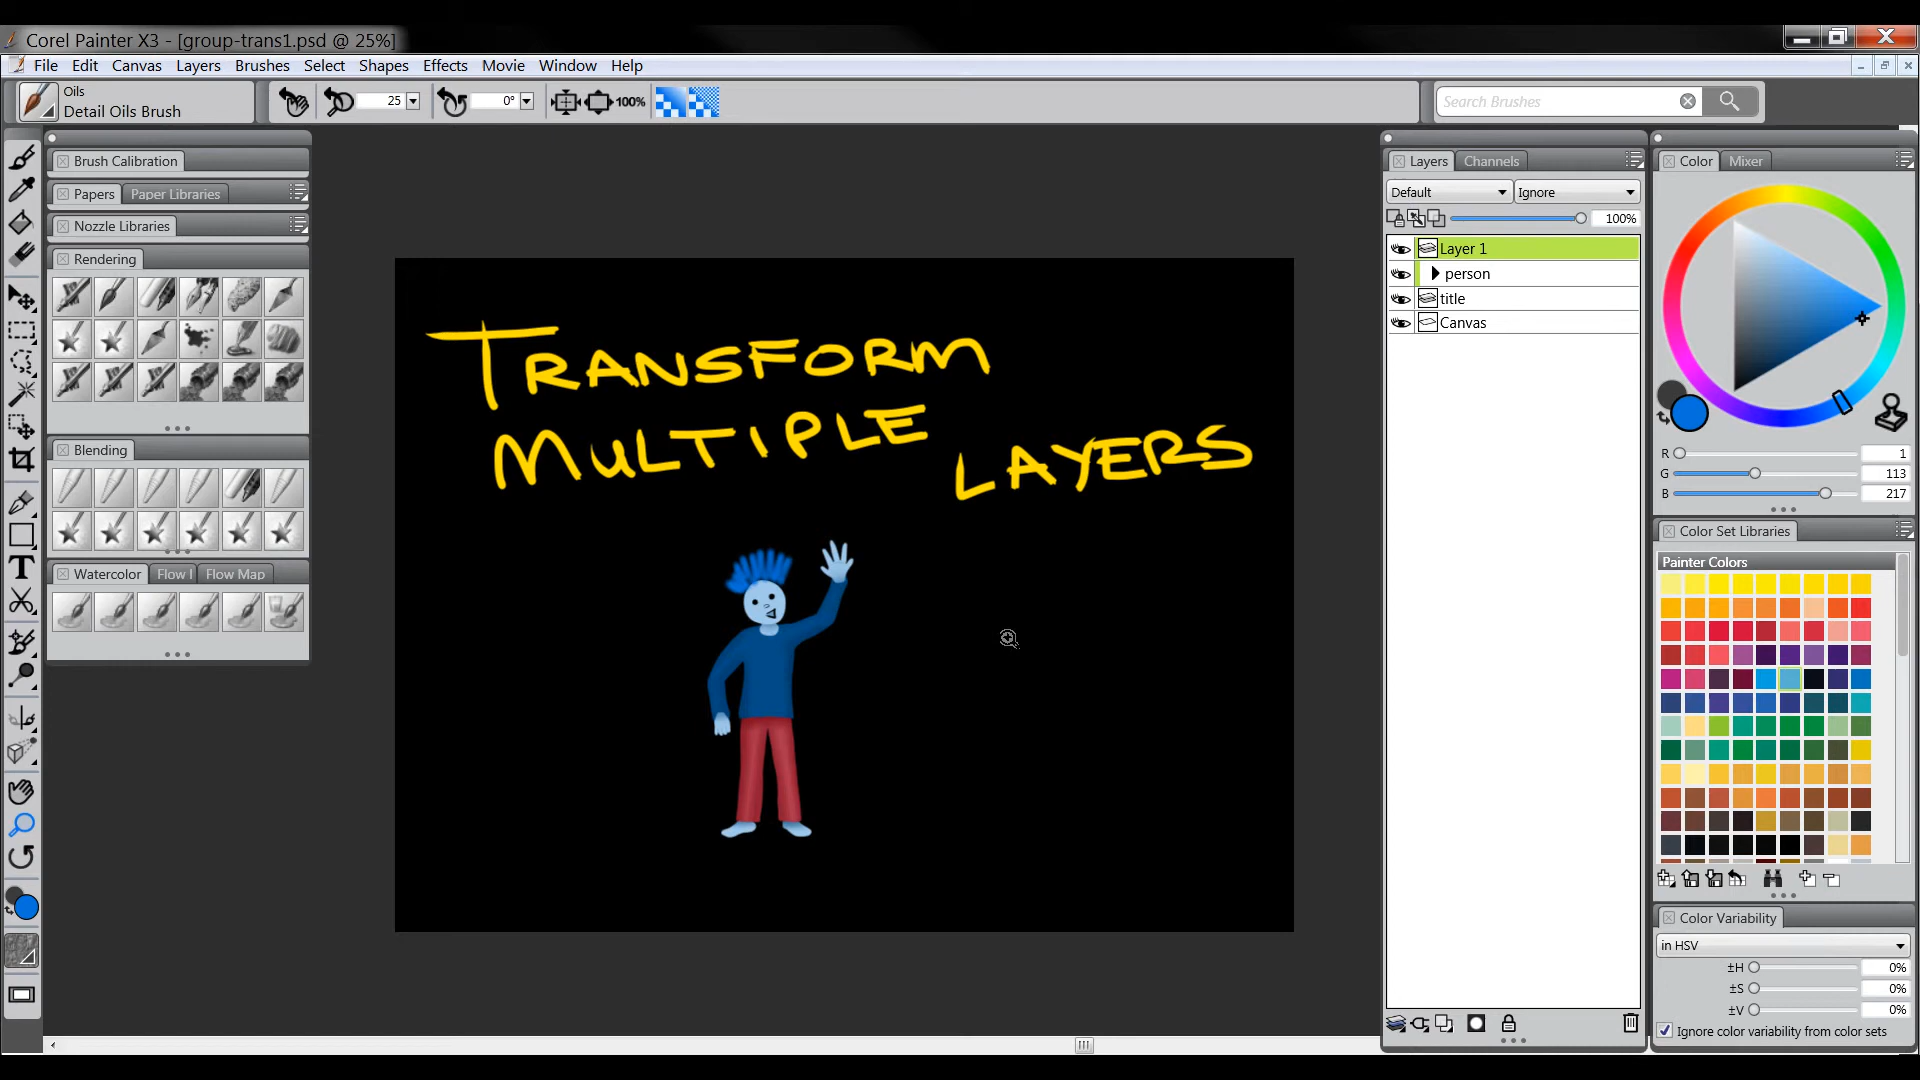 Corel Painter X3 - [group-trans1.psd @ 25%]
File Edit Canvas Layers Brushes Select Shapes Effects Movie Window Help
Oils
Detail Oils Brush
25
0°
100%
Search Brushes
Brush Calibration
Papers Paper Libraries
Nozzle Libraries
Rendering
Blending
Watercolor Flow I Flow Map
TRANSFORM
MULTIPLE LAYERS
Layers Channels
Default Ignore
100%
Layer 1
person
title
Canvas
Color Mixer
R 1
G 113
B 217
Color Set Libraries
Painter Colors
Color Variability
in HSV
±H 0%
±S 0%
±V 0%
Ignore color variability from color sets